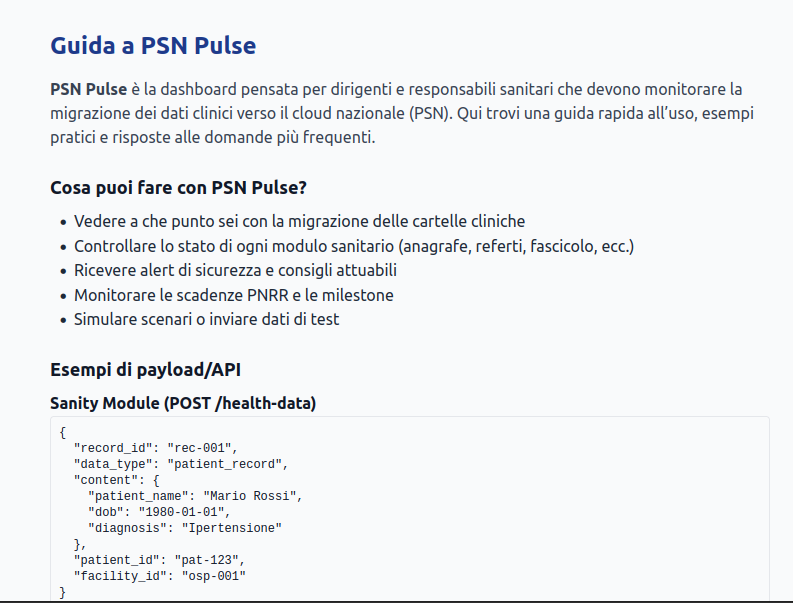 Guida a PSN Pulse
PSN Pulse è la dashboard pensata per dirigenti e responsabili sanitari che devono monitorare la
migrazione dei dati clinici verso il cloud nazionale (PSN). Qui trovi una guida rapida all’uso, esempi
pratici e risposte alle domande più frequenti.
Cosa puoi fare con PSN Pulse?
• Vedere a che punto sei con la migrazione delle cartelle cliniche
• Controllare lo stato di ogni modulo sanitario (anagrafe, referti, fascicolo, ecc.)
• Ricevere alert di sicurezza e consigli attuabili
• Monitorare le scadenze PNRR e le milestone
• Simulare scenari o inviare dati di test
Esempi di payload/API
Sanity Module (POST /health-data)
{
  "record_id": "rec-001",
  "data_type": "patient_record",
  "content": {
    "patient_name": "Mario Rossi",
    "dob": "1980-01-01",
    "diagnosis": "Ipertensione"
  },
  "patient_id": "pat-123",
  "facility_id": "osp-001"
}